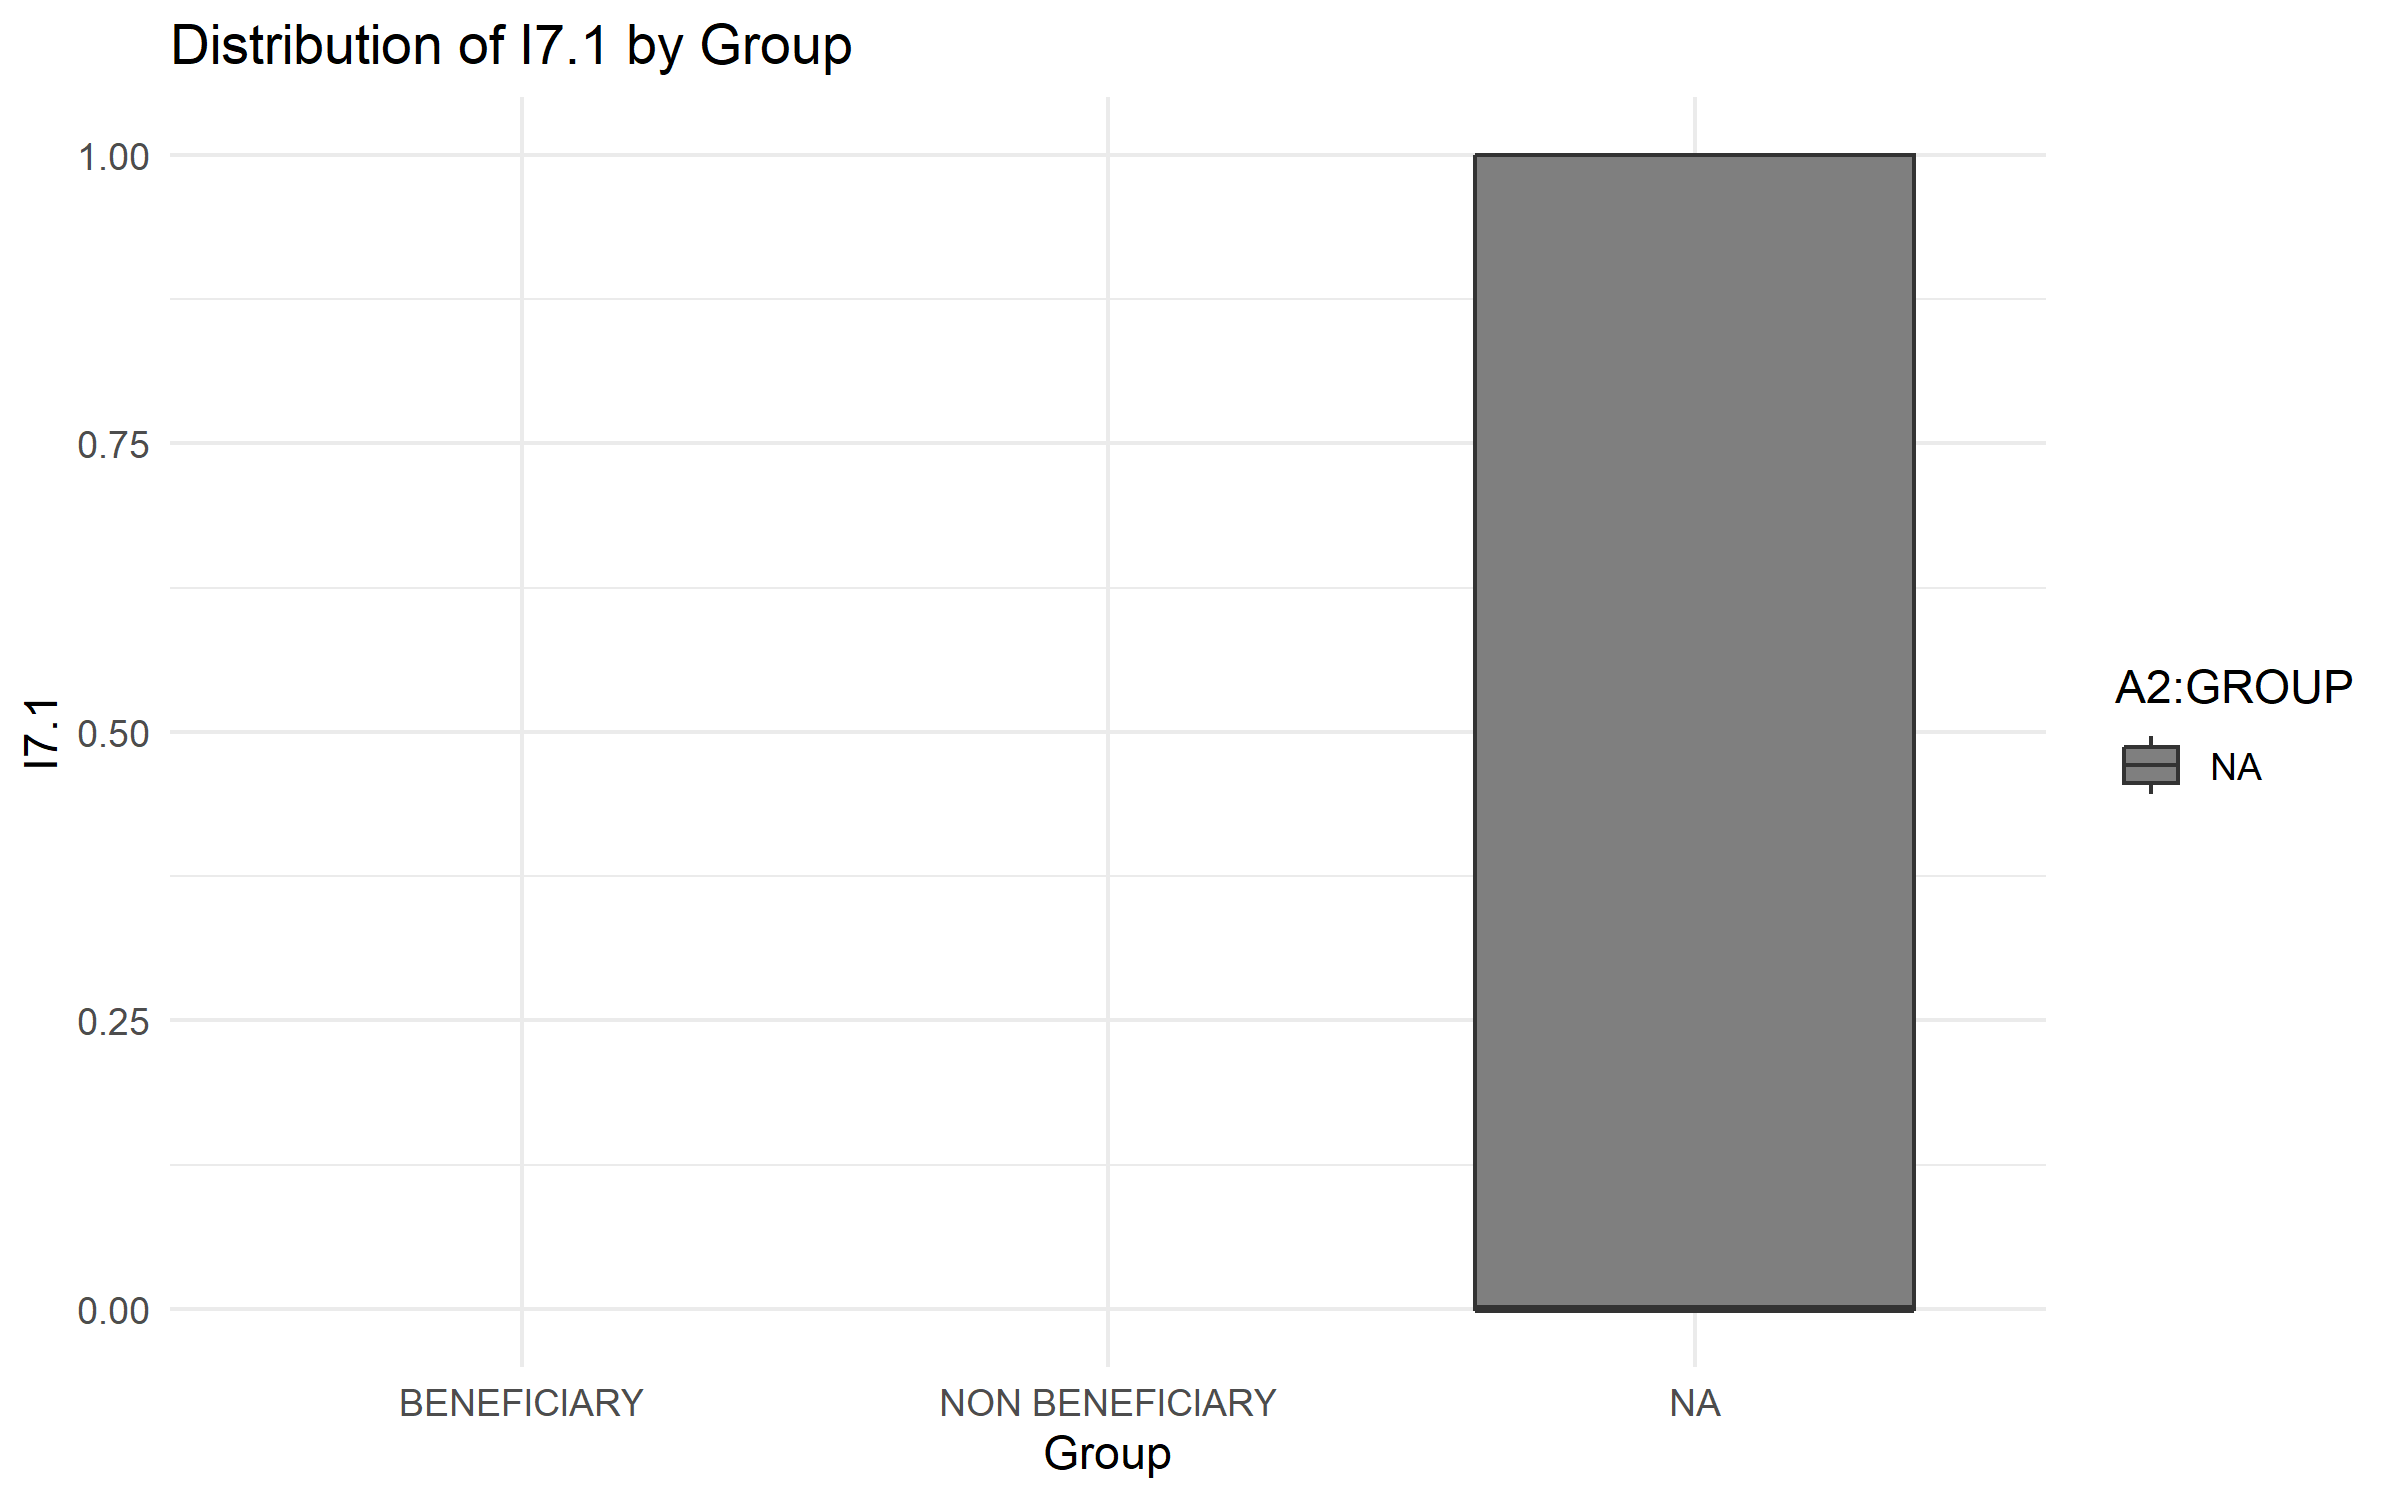 Distribution of I7.1 by Group
1.00
0.75
0.50
0.25
0.00
I7.1
BENEFICIARY
NON BENEFICIARY
NA
Group
A2:GROUP
NA